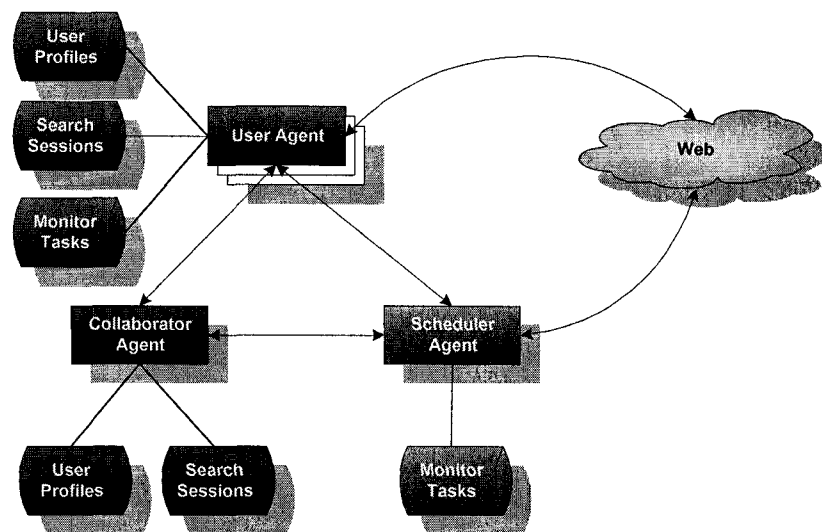 User
Profiles
Search
Sessions
User Agent
Web
Monitor
Tasks
Collaborator
Agent
Scheduler
Agent
User
Profiles
Search
Sessions
Monitor
Tasks